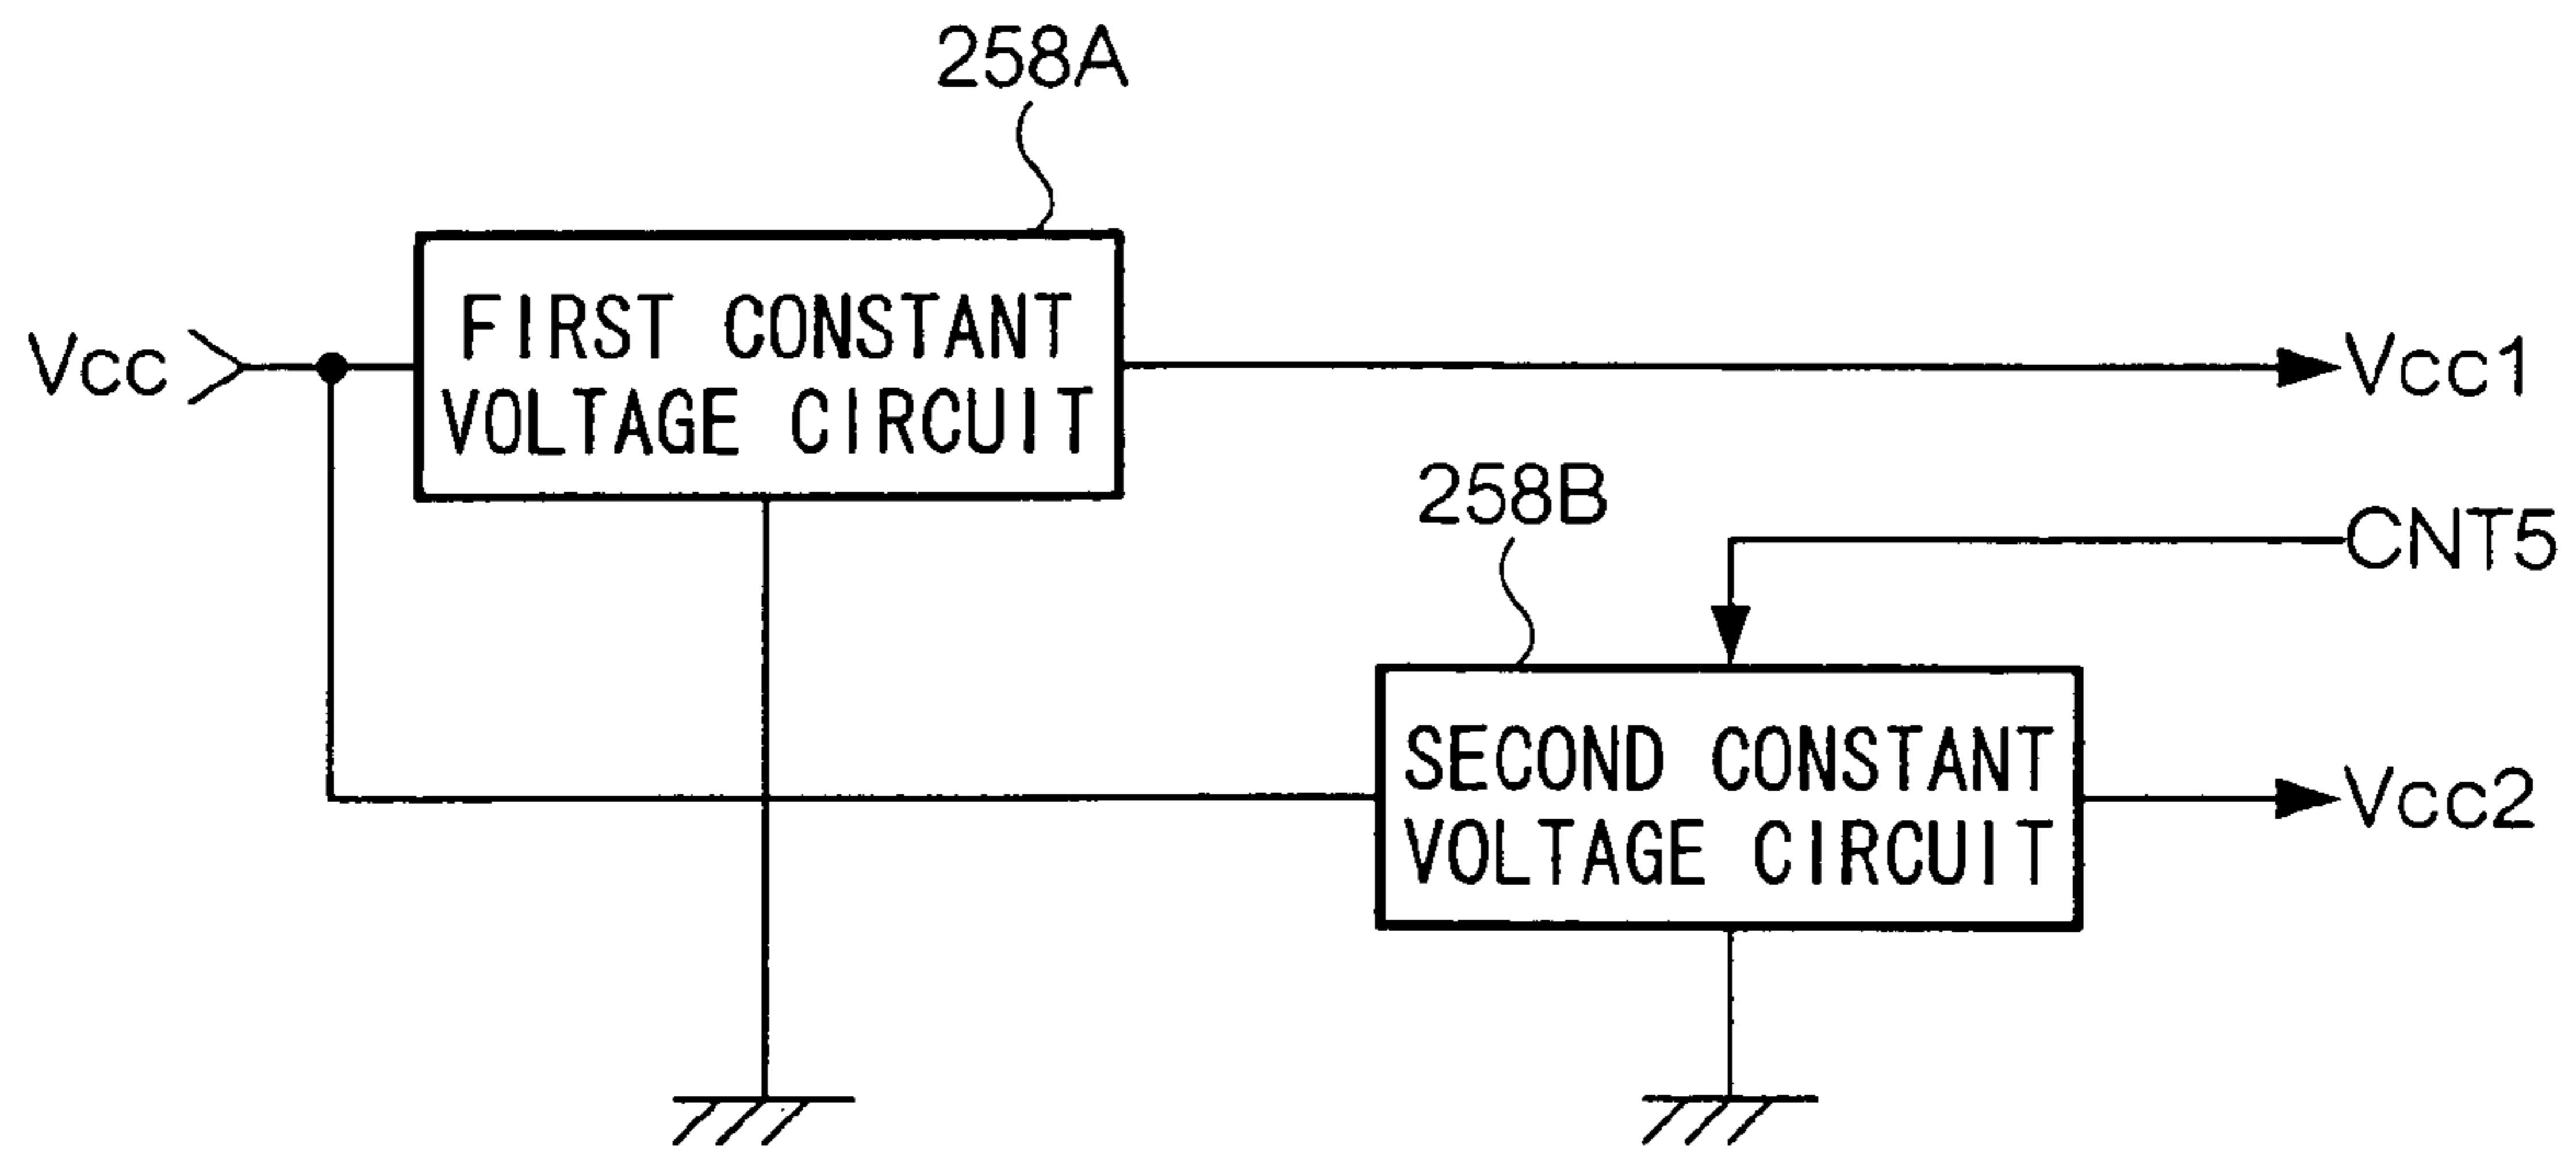 258A
FIRST CONSTANT
VOLTAGE CIRCUIT
Vcc
Vcc1
258B
CNT5
SECOND CONSTANT
VOLTAGE CIRCUIT
Vcc2